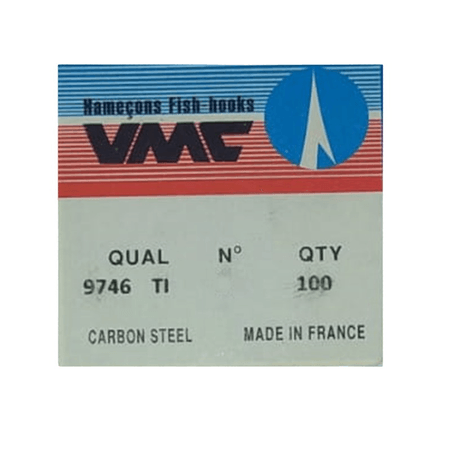 Hameçons Fish hooks
VMC
QUAL N° QTY
9746 TI 100
CARBON STEEL MADE IN FRANCE